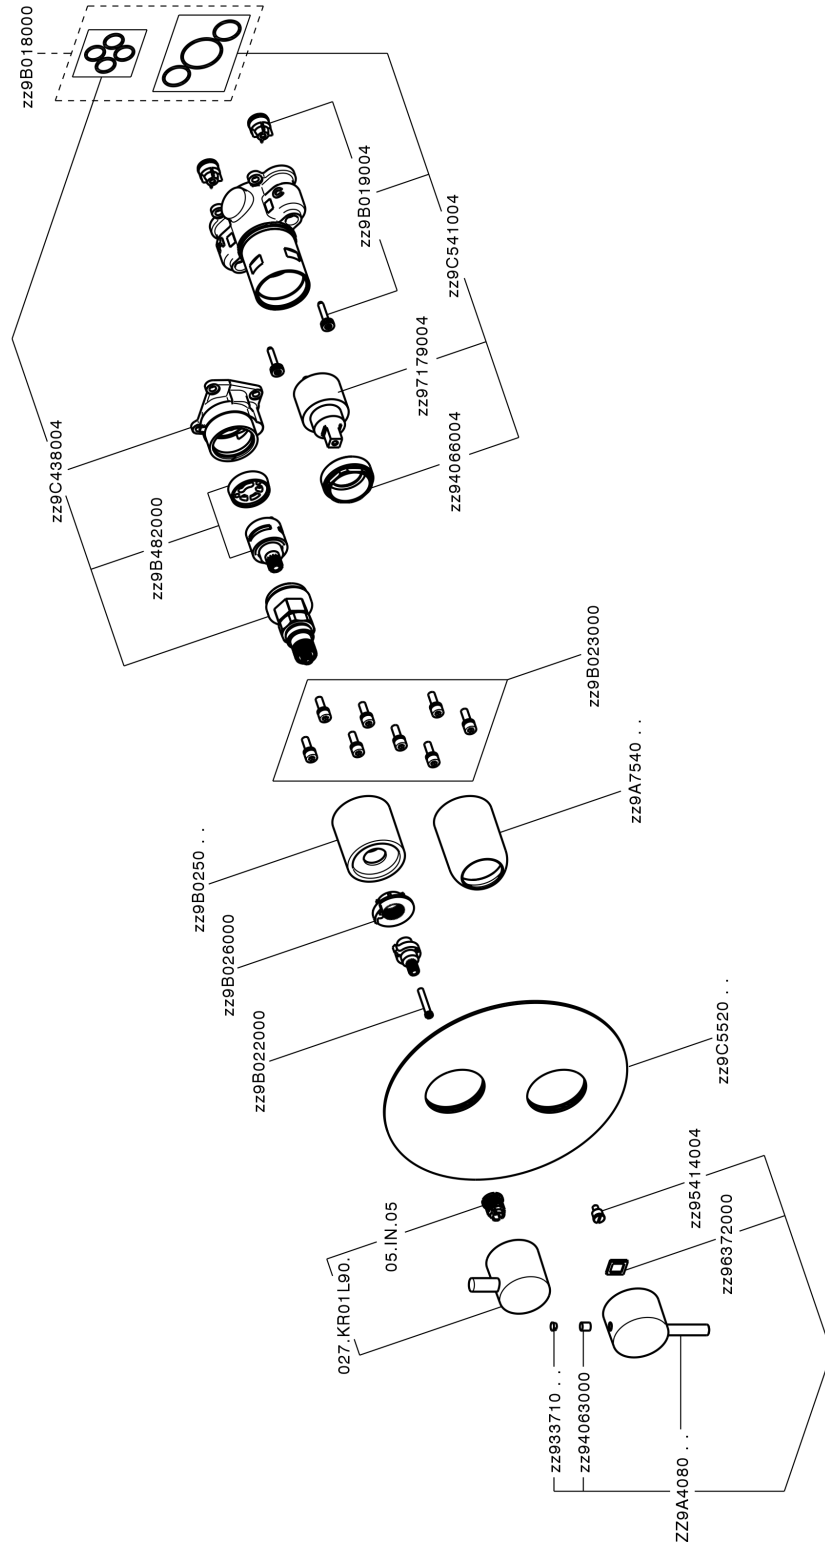 zz9B018000
zz9B019004
zz9C541004
zz97179004
zz94066004
zz9C438004
zz9B482000
zz9B023000
zz9A7540 . .
zz9B0250 . .
zz9B026000
zz9B022000
zz9C5520 . .
zz95414004
zz96372000
05.IN.05
027.KR01L90.
zz933710 . .
zz94063000
ZZ9A4080 . .